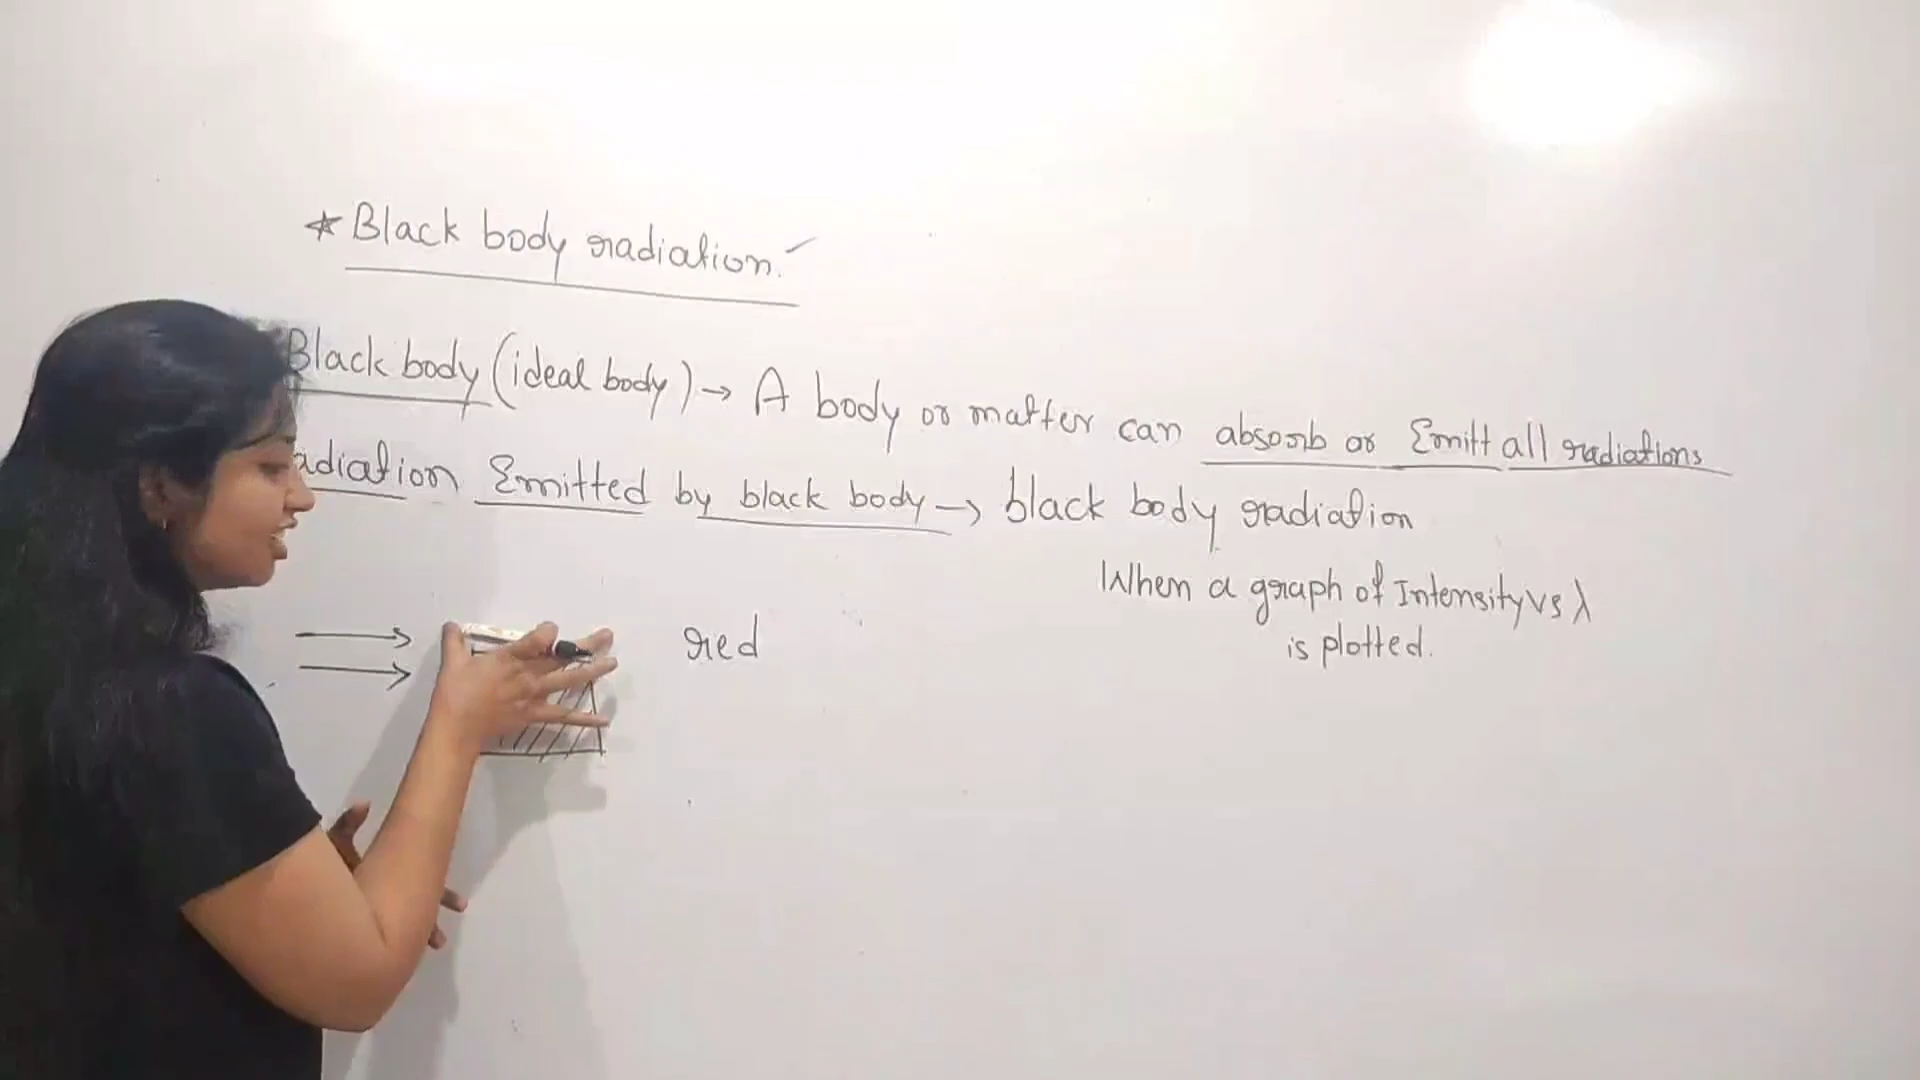 * Black body radiation.
Black body (ideal body) → A body or matter can absorb or Emitt all radiations
adiation Emitted by black body → black body radiation
When a graph of Intensity vs λ
is plotted.
red